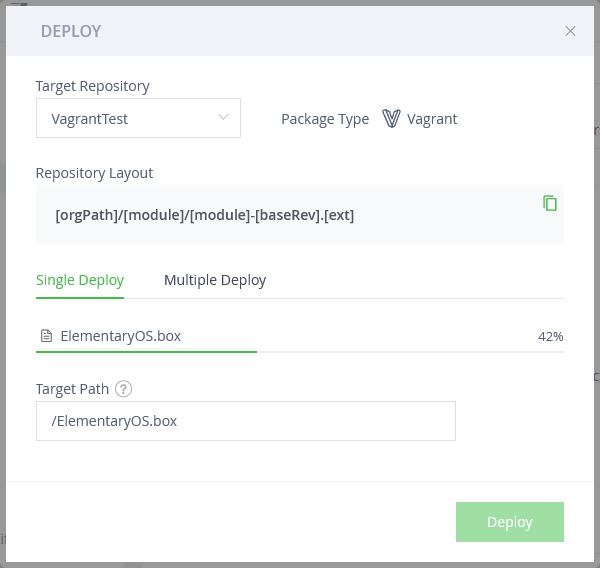 DEPLOY
Target Repository
VagrantTest
Package Type Vagrant
Repository Layout
[orgPath]/[module]/[module]-[baseRev].[ext]
Single Deploy Multiple Deploy
ElementaryOS.box 42%
Target Path ?
/ElementaryOS.box
Deploy